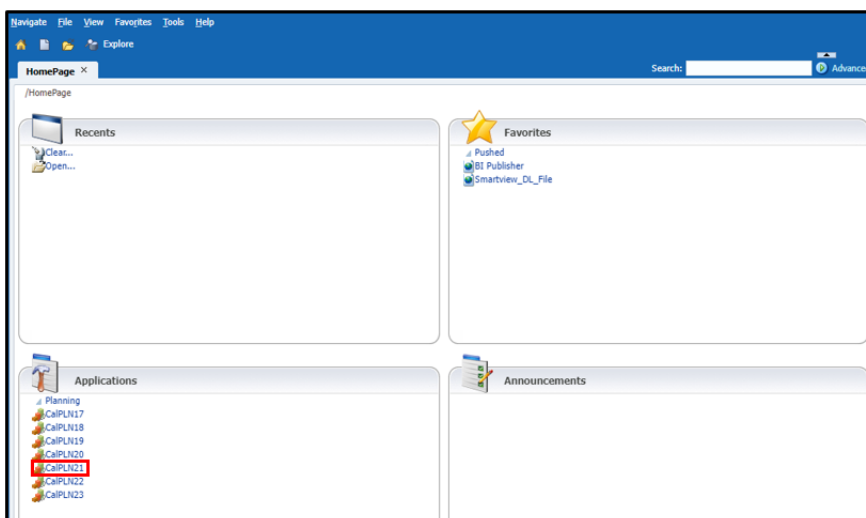 Navigate File View Favorites Tools Help
Explore
HomePage × Search: Advance
/HomePage
Recents
Clear...
Open...
Favorites
Pushed
BI Publisher
Smartview_DL_File
Applications
Planning
CalPLN17
CalPLN18
CalPLN19
CalPLN20
CalPLN21
CalPLN22
CalPLN23
Announcements